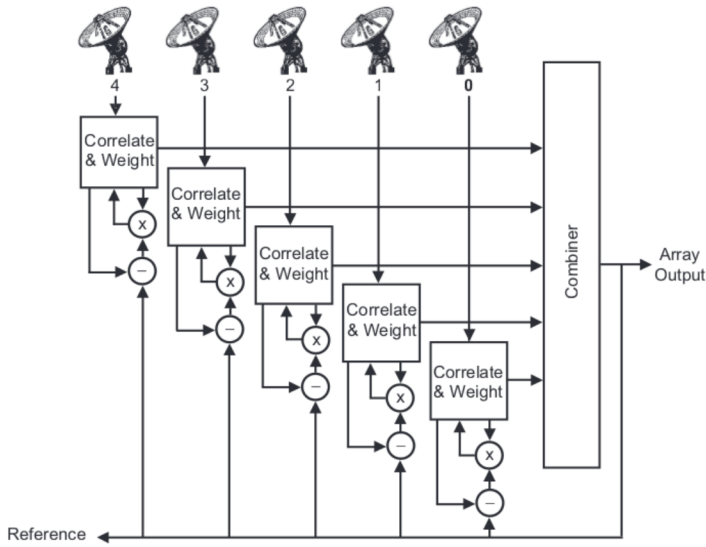 4 3 2 1 0
Correlate
& Weight
x
−
Correlate
& Weight
x
−
Correlate
& Weight
x
−
Correlate
& Weight
x
−
Correlate
& Weight
x
−
Combiner
Array
Output
Reference